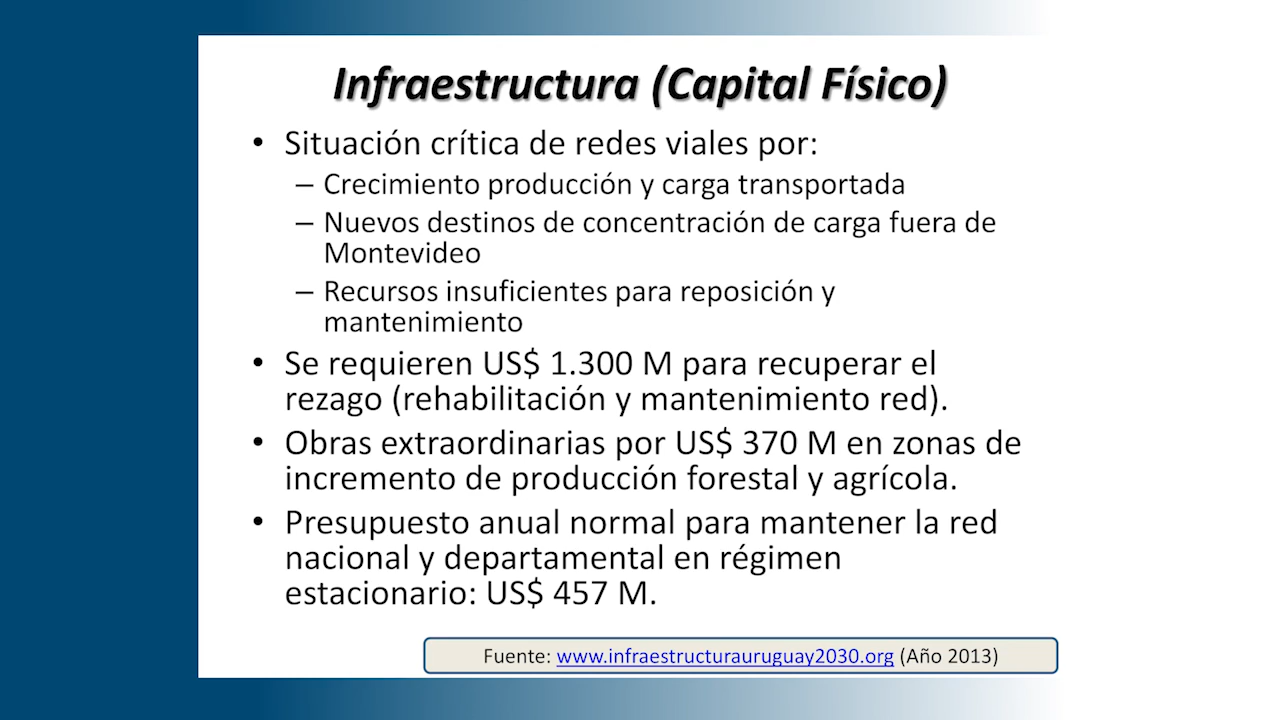 Infraestructura (Capital Físico)
• Situación crítica de redes viales por:
– Crecimiento producción y carga transportada
– Nuevos destinos de concentración de carga fuera de
Montevideo
– Recursos insuficientes para reposición y
mantenimiento
• Se requieren US$ 1.300 M para recuperar el
rezago (rehabilitación y mantenimiento red).
• Obras extraordinarias por US$ 370 M en zonas de
incremento de producción forestal y agrícola.
• Presupuesto anual normal para mantener la red
nacional y departamental en régimen
estacionario: US$ 457 M.
Fuente: www.infraestructurauruguay2030.org (Año 2013)